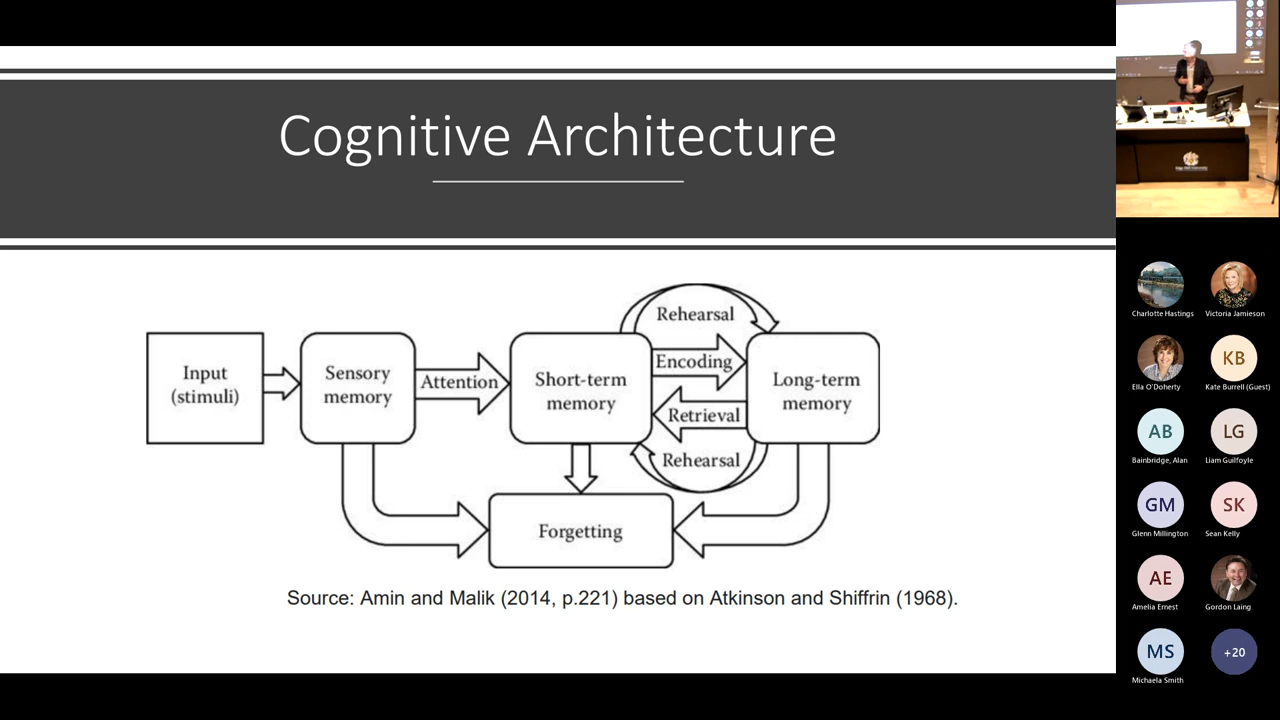 Cognitive Architecture
Rehearsal
Input
(stimuli)
Sensory
memory
Attention
Short-term
memory
Encoding
Retrieval
Long-term
memory
Rehearsal
Forgetting
Source: Amin and Malik (2014, p.221) based on Atkinson and Shiffrin (1968).
Charlotte Hastings
Victoria Jamieson
Ella O'Doherty
KB
Kate Burrell (Guest)
AB
Bainbridge, Alan
LG
Liam Guilfoyle
GM
Glenn Millington
SK
Sean Kelly
AE
Amelia Ernest
Gordon Laing
MS
Michaela Smith
+20